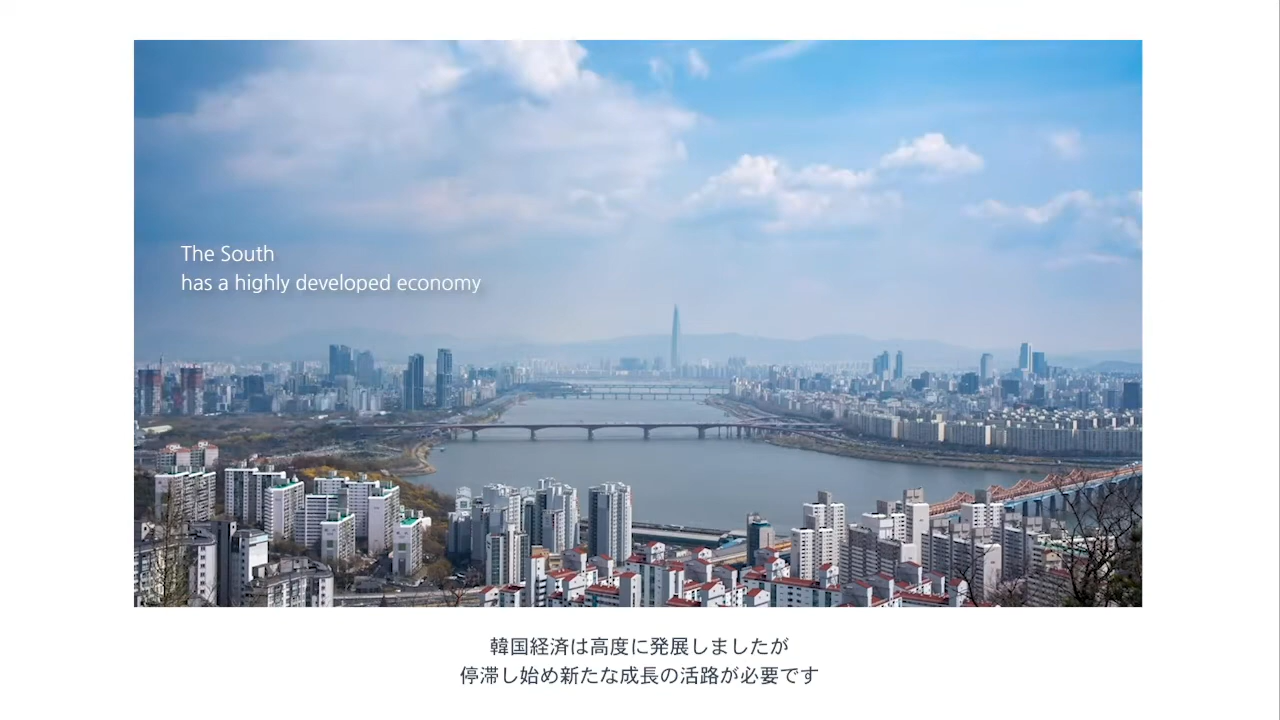 The South
has a highly developed economy
韓国経済は高度に発展しましたが
停滞し始め新たな成長の活路が必要です